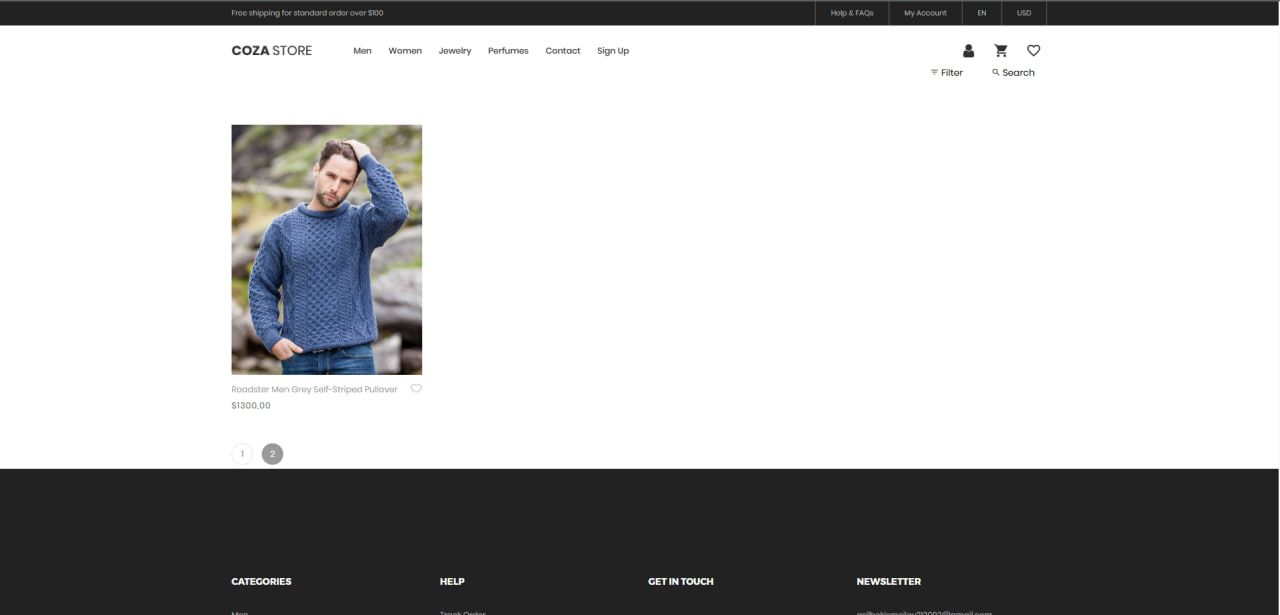 Free shipping for standard order over $100
Help & FAQs
My Account
EN
USD
COZA STORE
Men
Women
Jewelry
Perfumes
Contact
Sign Up
Filter
Search
Roadster Men Grey Self-Striped Pullover
$1300,00
1
2
CATEGORIES
HELP
GET IN TOUCH
NEWSLETTER
Men
Track Order